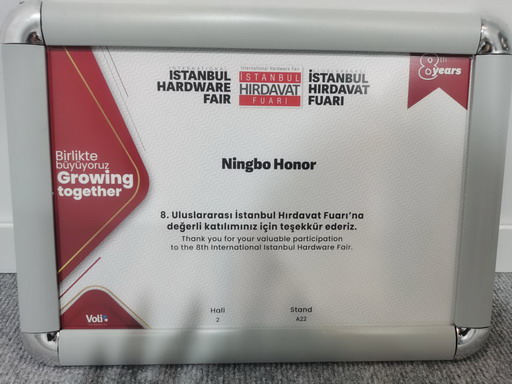 INTERNATIONAL
ISTANBUL
HARDWARE
FAIR
International Hardware Fair
ISTANBUL
HIRDAVAT
FUARI
İSTANBUL
HIRDAVAT
FUARI
8th
years
Birlikte
büyüyoruz
Growing
together
Ningbo Honor
8. Uluslararası İstanbul Hırdavat Fuarı'na
değerli katılımınız için teşekkür ederiz.
Thank you for your valuable participation
to the 8th International Istanbul Hardware Fair.
Hall
2
Stand
A22
Voli